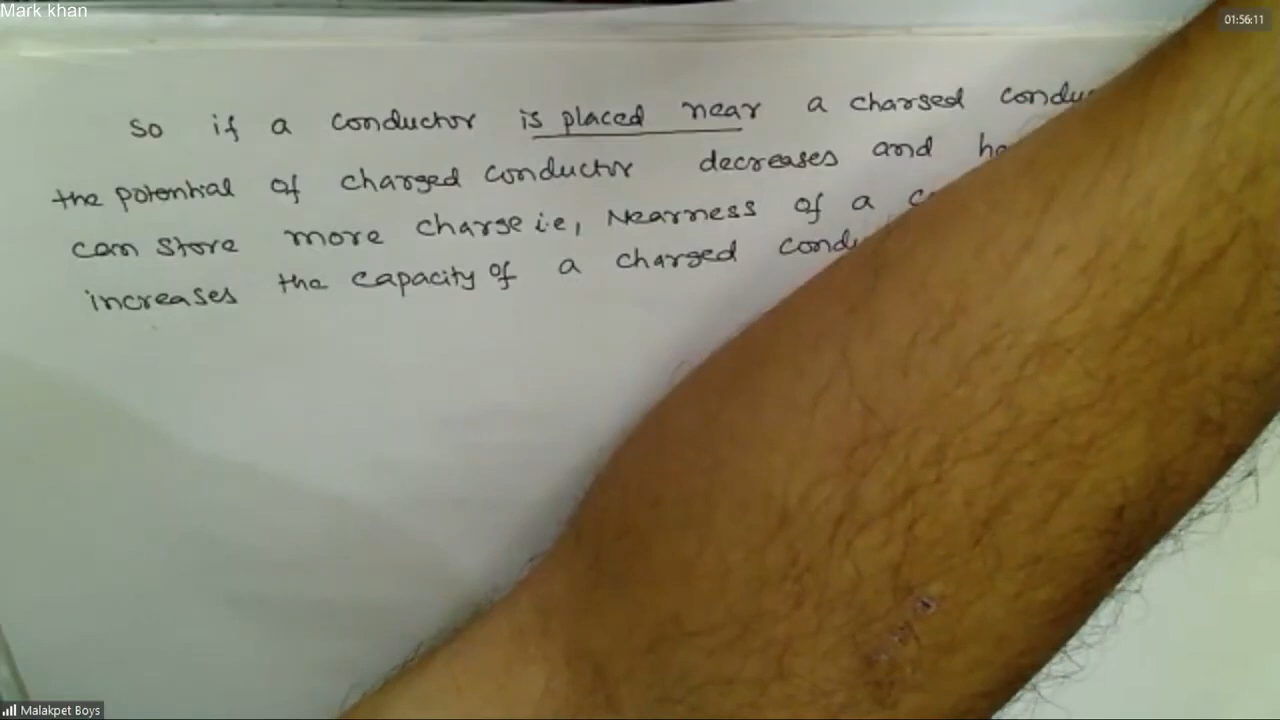 Mark khan
01:56:11
So if a conductor is placed near a charged
the potential of charged conductor decreases and
can store more charge i.e, Nearness of a
increases the capacity of a charged
Malakpet Boys